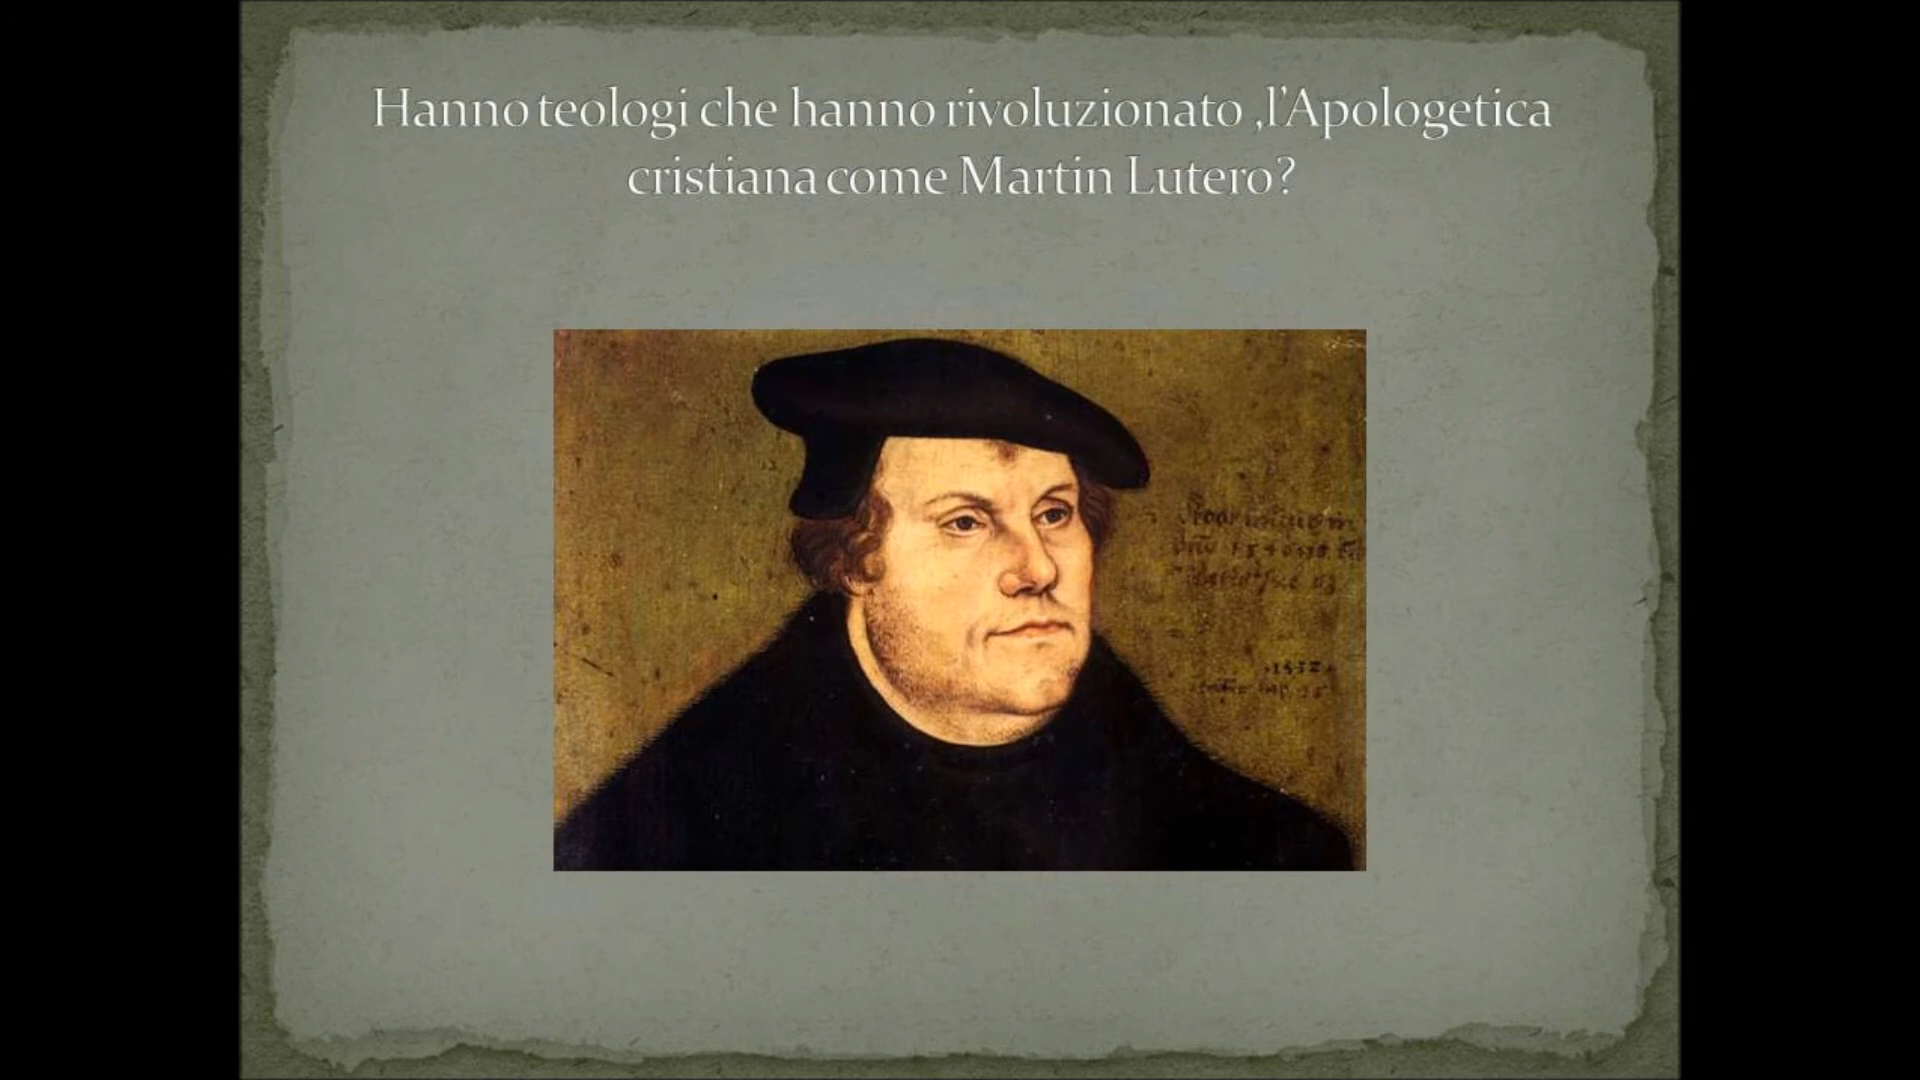 Hanno teologi che hanno rivoluzionato ,l'Apologetica
cristiana come Martin Lutero?